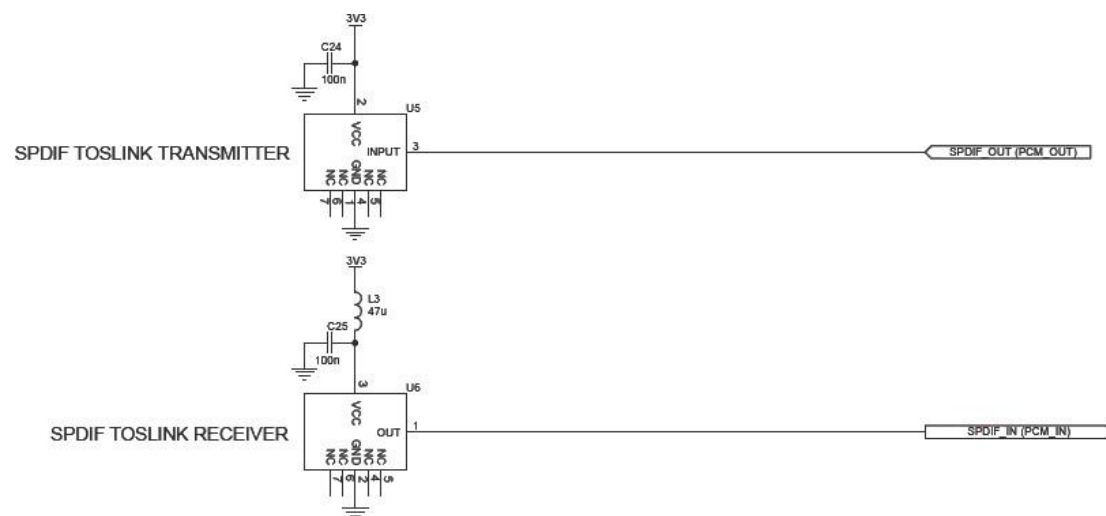 3V3
C24
100n
2
U5
VCC
SPDIF TOSLINK TRANSMITTER
INPUT
3
SPDIF_OUT (PCM_OUT)
NC NC GND NC NC
7 6 1 4 5
3V3
L3
47u
C25
100n
3
U6
VCC
SPDIF TOSLINK RECEIVER
OUT
1
SPDIF_IN (PCM_IN)
NC NC GND NC NC
7 6 2 4 5